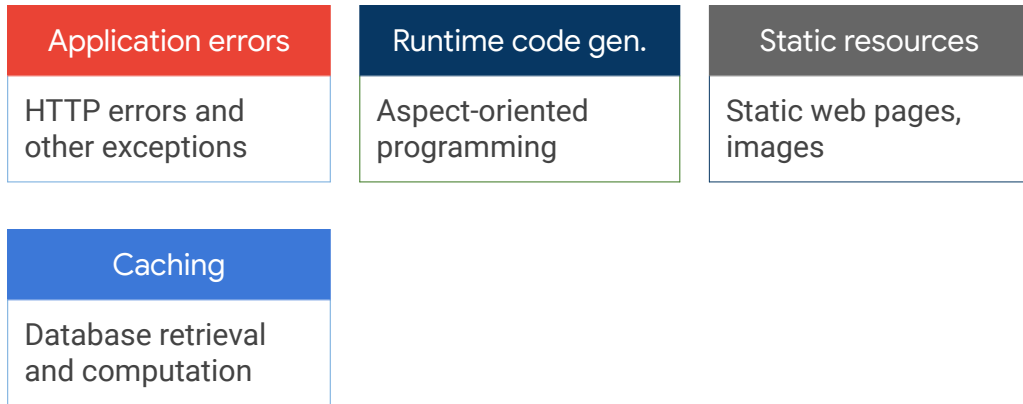 Application errors
HTTP errors and
other exceptions
Runtime code gen.
Aspect-oriented
programming
Static resources
Static web pages,
images
Caching
Database retrieval
and computation